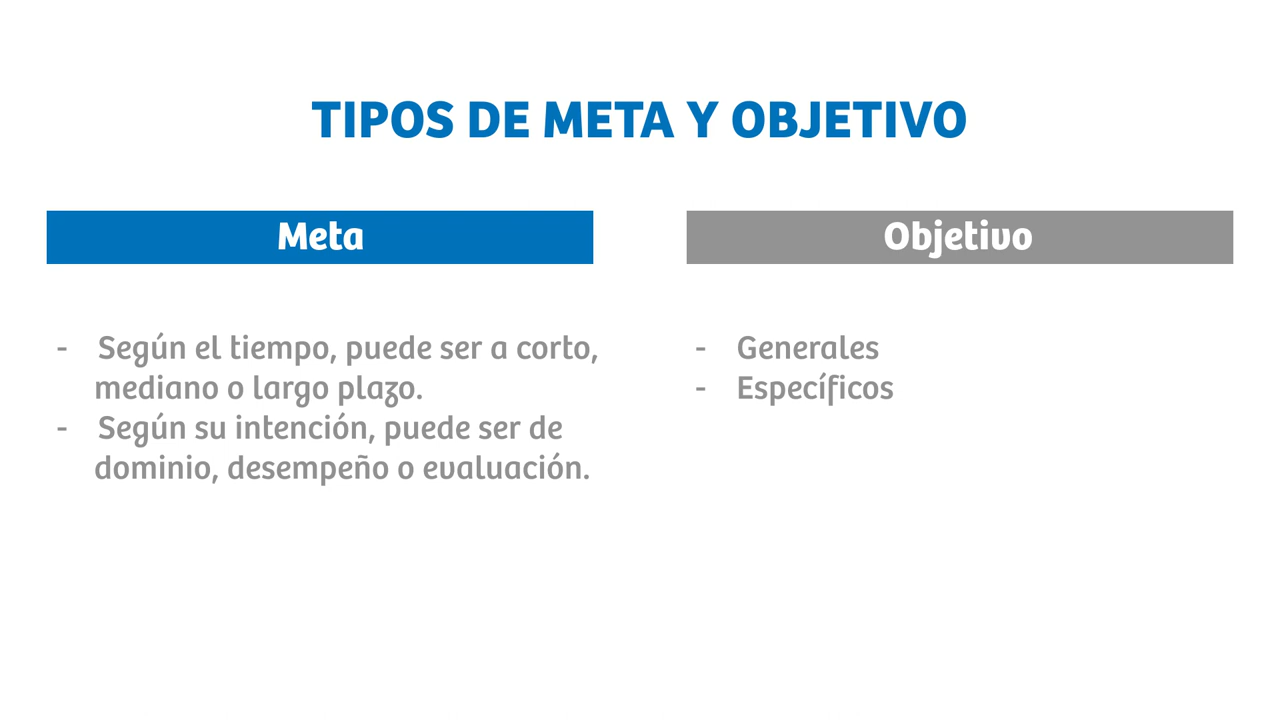 TIPOS DE META Y OBJETIVO
Meta
- Según el tiempo, puede ser a corto,
mediano o largo plazo.
- Según su intención, puede ser de
dominio, desempeño o evaluación.
Objetivo
- Generales
- Específicos